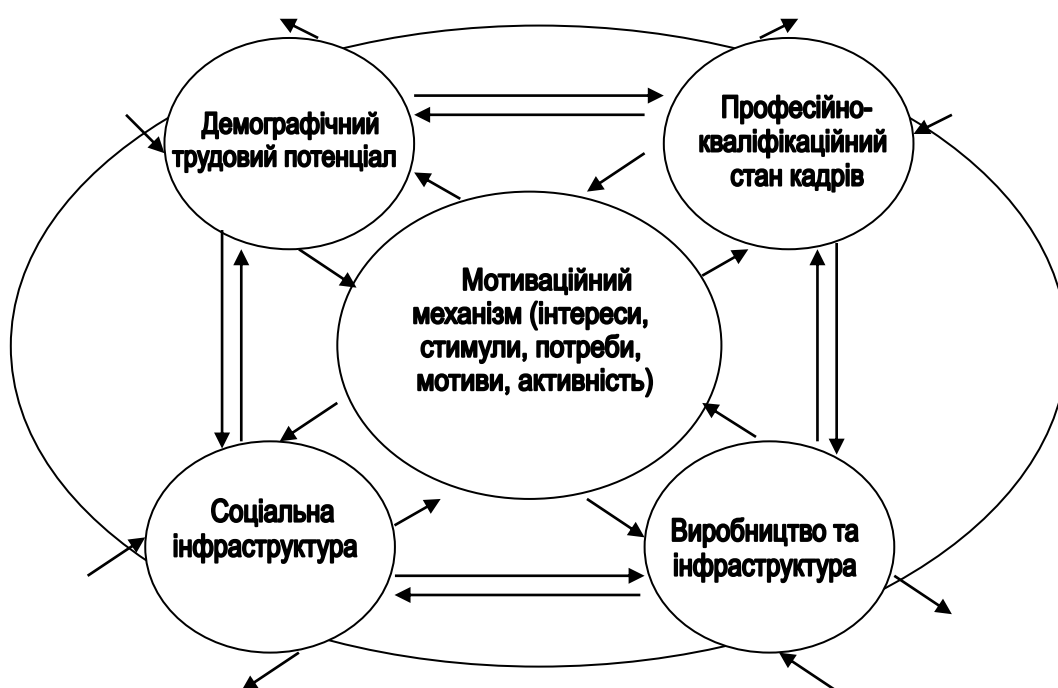 Демографічний
трудовий потенціал
Професійно-
кваліфікаційний
стан кадрів
Мотиваційний
механізм (інтереси,
стимули, потреби,
мотиви, активність)
Соціальна
інфраструктура
Виробництво та
інфраструктура